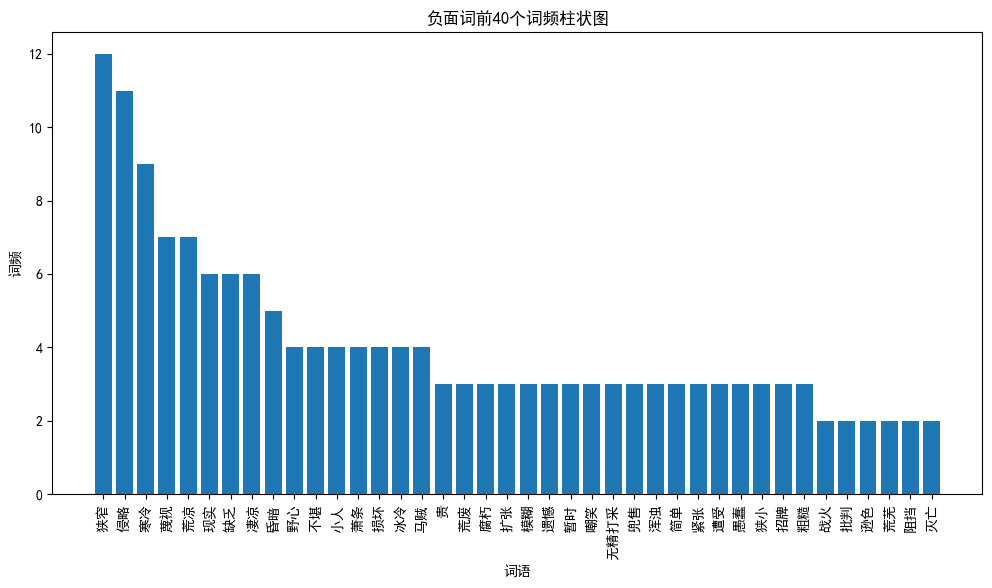 负面词前40个词频柱状图
词频
12
10
8
6
4
2
0
狭窄
侵略
寒冷
蔑视
荒凉
现实
缺乏
凄凉
昏暗
野心
不堪
小人
萧条
损坏
冰冷
马贼
贵
荒废
腐朽
扩张
模糊
遗憾
暂时
嘲笑
无精打采
兜售
浑浊
简单
紧张
遭受
愚蠢
狭小
招牌
粗糙
战火
批判
逊色
荒芜
阻挡
灭亡
词语